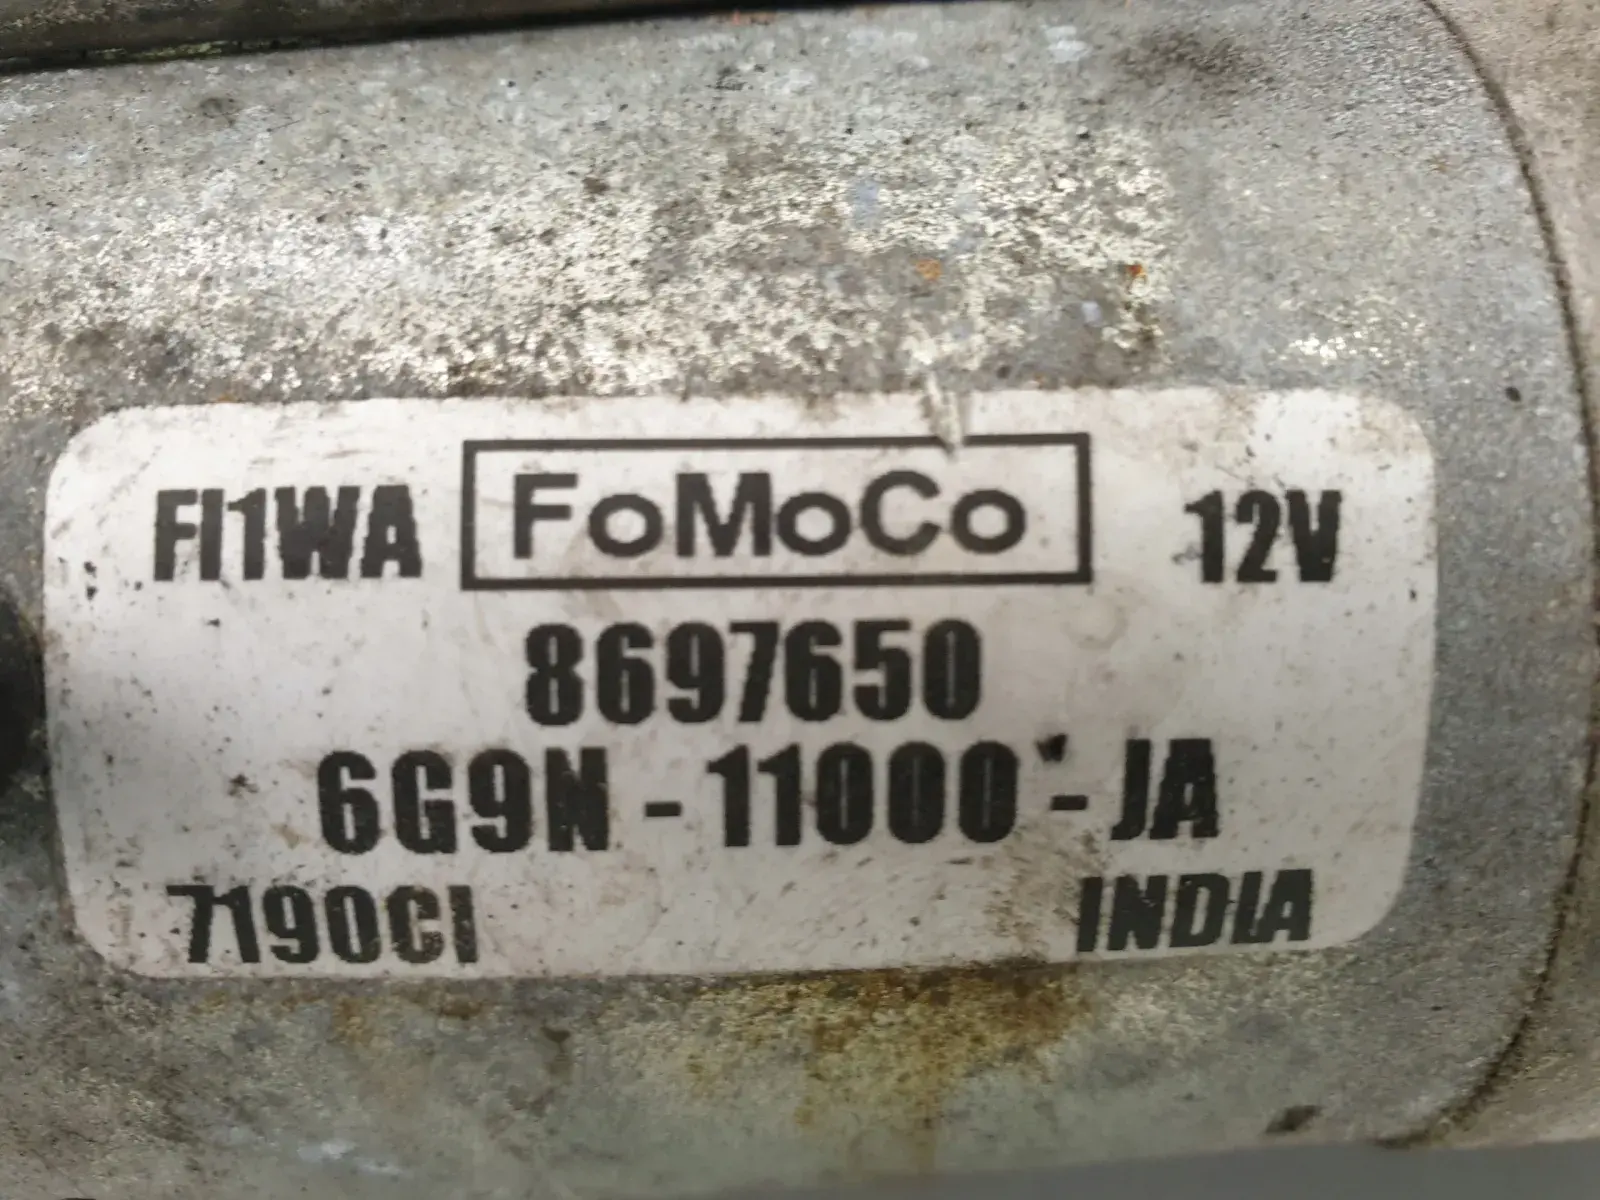 FI1WA FoMoCo 12V
8697650
6G9N - 11000 - JA
7190CI INDIA